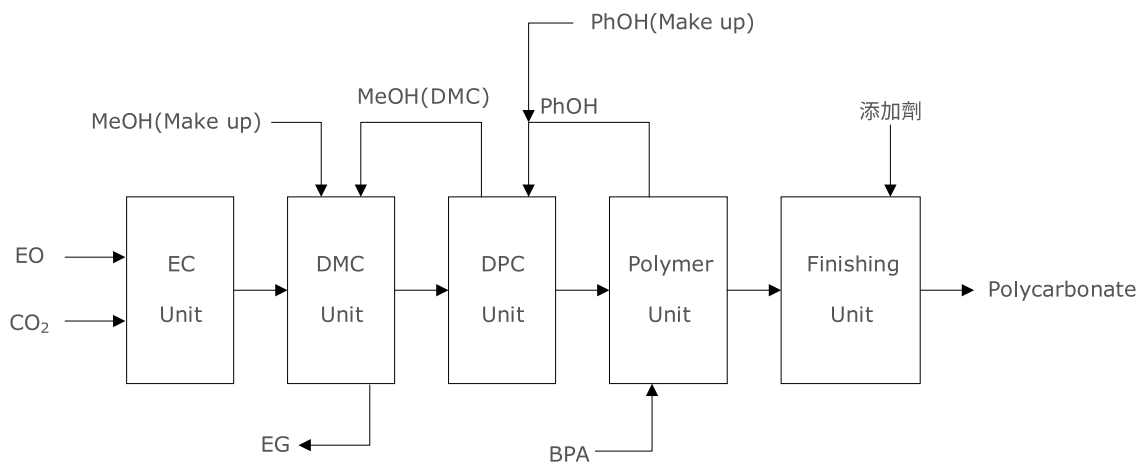 PhOH(Make up)
MeOH(DMC)
PhOH
MeOH(Make up)
添加劑
EO
CO₂
EC
Unit
DMC
Unit
DPC
Unit
Polymer
Unit
Finishing
Unit
Polycarbonate
EG
BPA